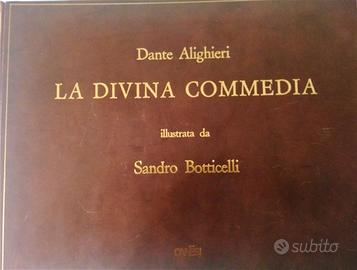 Dante Alighieri
LA DIVINA COMMEDIA
illustrata da
Sandro Botticelli
subito